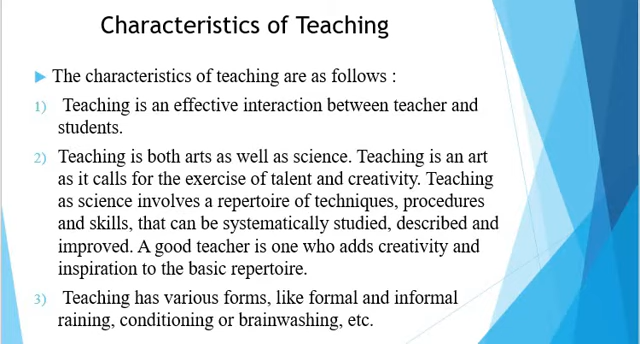 Characteristics of Teaching
The characteristics of teaching are as follows :
1) Teaching is an effective interaction between teacher and
students.
2) Teaching is both arts as well as science. Teaching is an art
as it calls for the exercise of talent and creativity. Teaching
as science involves a repertoire of techniques, procedures
and skills, that can be systematically studied, described and
improved. A good teacher is one who adds creativity and
inspiration to the basic repertoire.
3) Teaching has various forms, like formal and informal
raining, conditioning or brainwashing, etc.